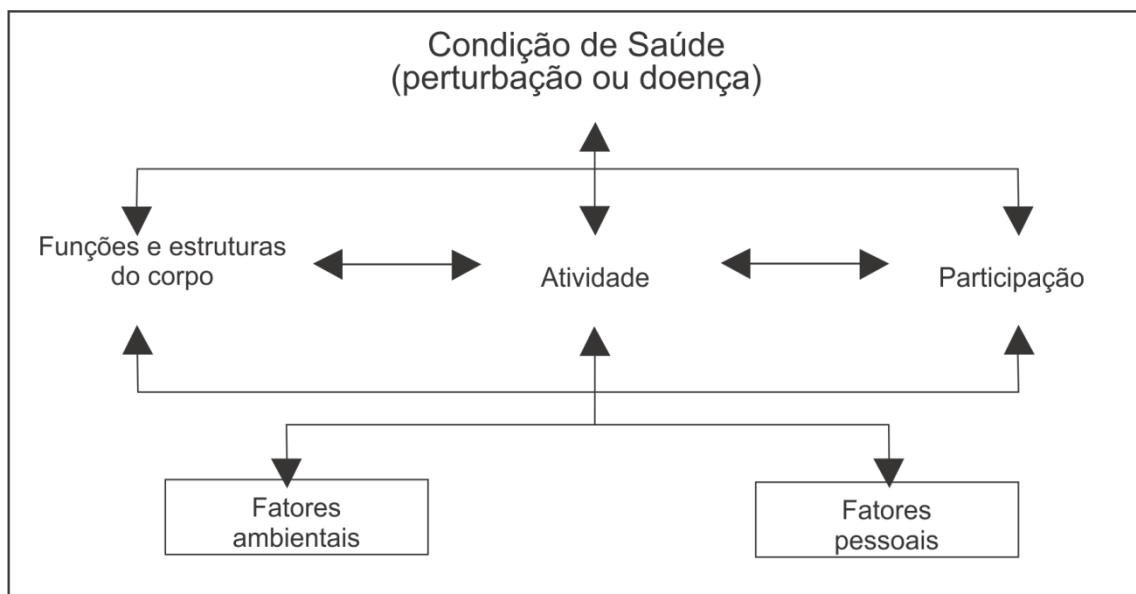 Condição de Saúde
(perturbação ou doença)
Funções e estruturas
do corpo
Atividade
Participação
Fatores
ambientais
Fatores
pessoais